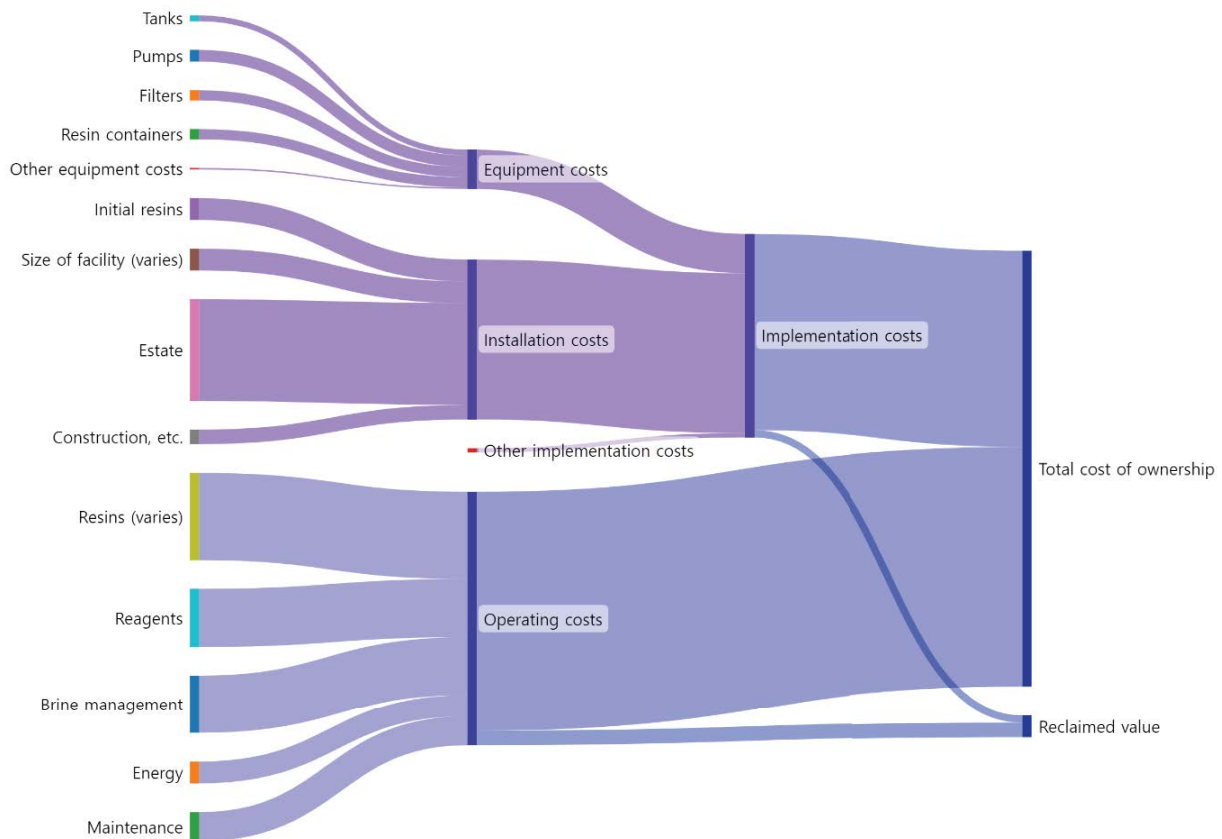 Tanks
Pumps
Filters
Resin containers
Other equipment costs
Initial resins
Size of facility (varies)
Estate
Construction, etc.
Resins (varies)
Reagents
Brine management
Energy
Maintenance
Equipment costs
Installation costs
Other implementation costs
Operating costs
Implementation costs
Total cost of ownership
Reclaimed value